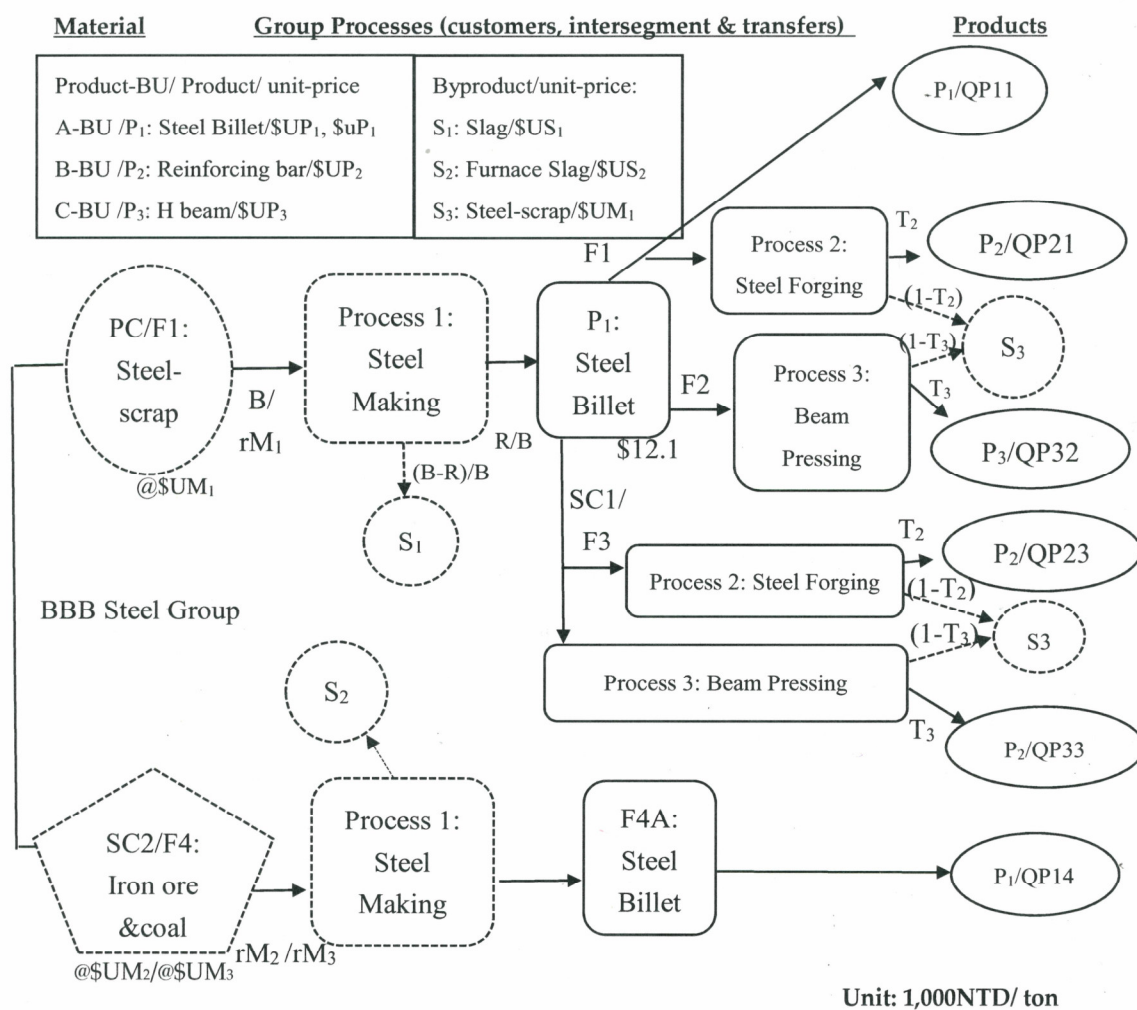 Material Group Processes (customers, intersegment & transfers) Products
Product-BU/ Product/ unit-price
A-BU /P₁: Steel Billet/$UP₁, $uP₁
B-BU /P₂: Reinforcing bar/$UP₂
C-BU /P₃: H beam/$UP₃
Byproduct/unit-price:
S₁: Slag/$US₁
S₂: Furnace Slag/$US₂
S₃: Steel-scrap/$UM₁
P₁/QP11
F1
Process 2:
Steel Forging
T₂
P₂/QP21
(1-T₂)
S₃
(1-T₃)
PC/F1:
Steel-
scrap
@$UM₁
B/
rM₁
Process 1:
Steel
Making
R/B
(B-R)/B
S₁
P₁:
Steel
Billet
$12.1
F2
Process 3:
Beam
Pressing
T₃
P₃/QP32
SC1/
F3
Process 2: Steel Forging
T₂
P₂/QP23
(1-T₂)
S3
(1-T₃)
Process 3: Beam Pressing
T₃
P₂/QP33
BBB Steel Group
S₂
SC2/F4:
Iron ore
&coal
@$UM₂/@$UM₃
rM₂ /rM₃
Process 1:
Steel
Making
F4A:
Steel
Billet
P₁/QP14
Unit: 1,000NTD/ ton